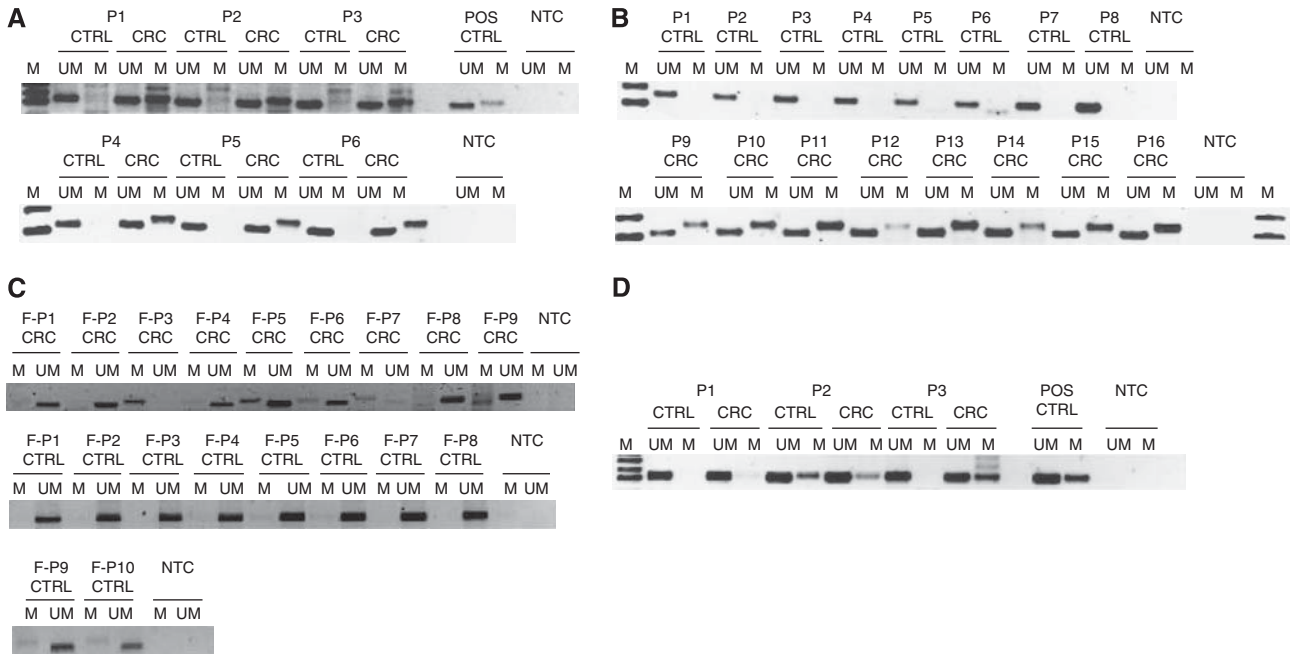 A
P1 P2 P3 POS NTC
CTRL CRC CTRL CRC CTRL CRC CTRL
M UM M UM M UM M UM M UM M UM M UM M UM M
P4 P5 P6 NTC
CTRL CRC CTRL CRC CTRL CRC
M UM M UM M UM M UM M UM M UM M UM M
B
P1 P2 P3 P4 P5 P6 P7 P8 NTC
CTRL CTRL CTRL CTRL CTRL CTRL CTRL CTRL
M UM M UM M UM M UM M UM M UM M UM M UM M UM M
P9 P10 P11 P12 P13 P14 P15 P16 NTC
CRC CRC CRC CRC CRC CRC CRC CRC
M UM M UM M UM M UM M UM M UM M UM M UM M UM M M
C
F-P1 F-P2 F-P3 F-P4 F-P5 F-P6 F-P7 F-P8 F-P9 NTC
CRC CRC CRC CRC CRC CRC CRC CRC CRC
M UM M UM M UM M UM M UM M UM M UM M UM M UM M UM
F-P1 F-P2 F-P3 F-P4 F-P5 F-P6 F-P7 F-P8 NTC
CTRL CTRL CTRL CTRL CTRL CTRL CTRL CTRL
M UM M UM M UM M UM M UM M UM M UM M UM M UM
F-P9 F-P10 NTC
CTRL CTRL
M UM M UM M UM
D
P1 P2 P3 POS NTC
CTRL CRC CTRL CRC CTRL CRC CTRL
M UM M UM M UM M UM M UM M UM M UM M UM M